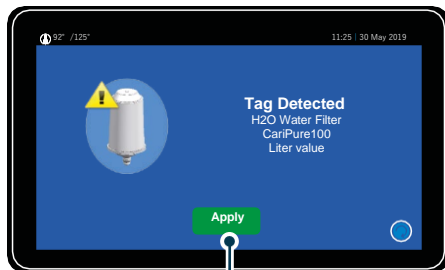 92° /125°
11:25 | 30 May 2019
Tag Detected
H2O Water Filter
CariPure100
Liter value
Apply